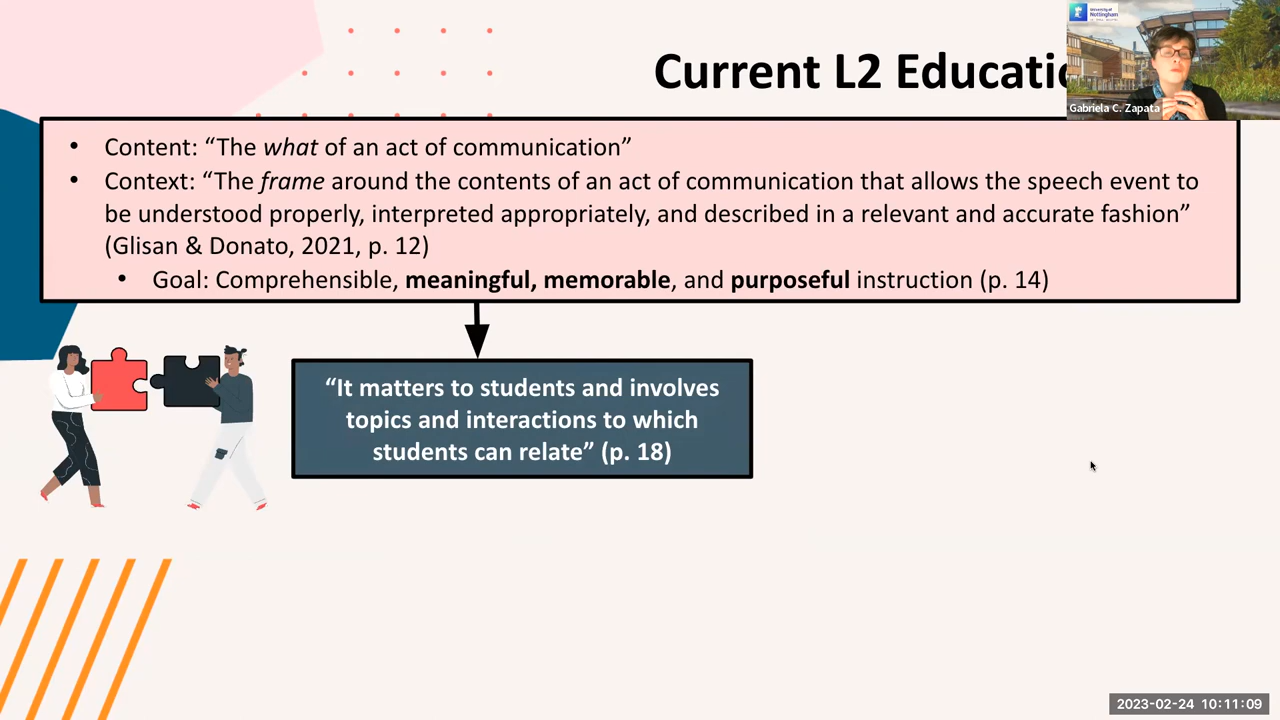 Current L2 Educatio
University of
Nottingham
Gabriela C. Zapata
• Content: “The what of an act of communication”
• Context: “The frame around the contents of an act of communication that allows the speech event to
be understood properly, interpreted appropriately, and described in a relevant and accurate fashion”
(Glisan & Donato, 2021, p. 12)
• Goal: Comprehensible, meaningful, memorable, and purposeful instruction (p. 14)
“It matters to students and involves
topics and interactions to which
students can relate” (p. 18)
2023-02-24 10:11:09